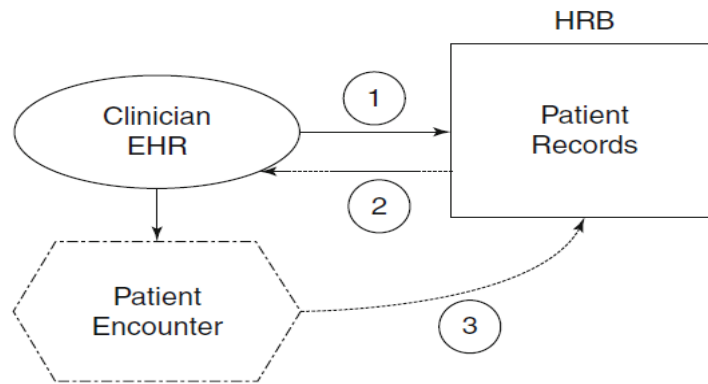 HRB
Clinician
EHR
1
Patient
Records
2
Patient
Encounter
3